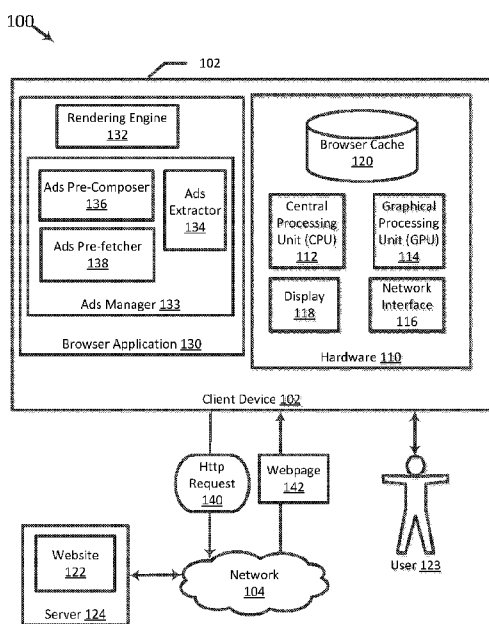 100
102
Rendering Engine
132
Browser Cache
120
Ads Pre-Composer
136
Ads
Extractor
134
Ads Pre-fetcher
138
Central
Processing
Unit (CPU)
112
Graphical
Processing
Unit (GPU)
114
Display
118
Network
Interface
116
Ads Manager 133
Browser Application 130
Hardware 110
Client Device 102
Http
Request
140
Webpage
142
User 123
Website
122
Server 124
Network
104